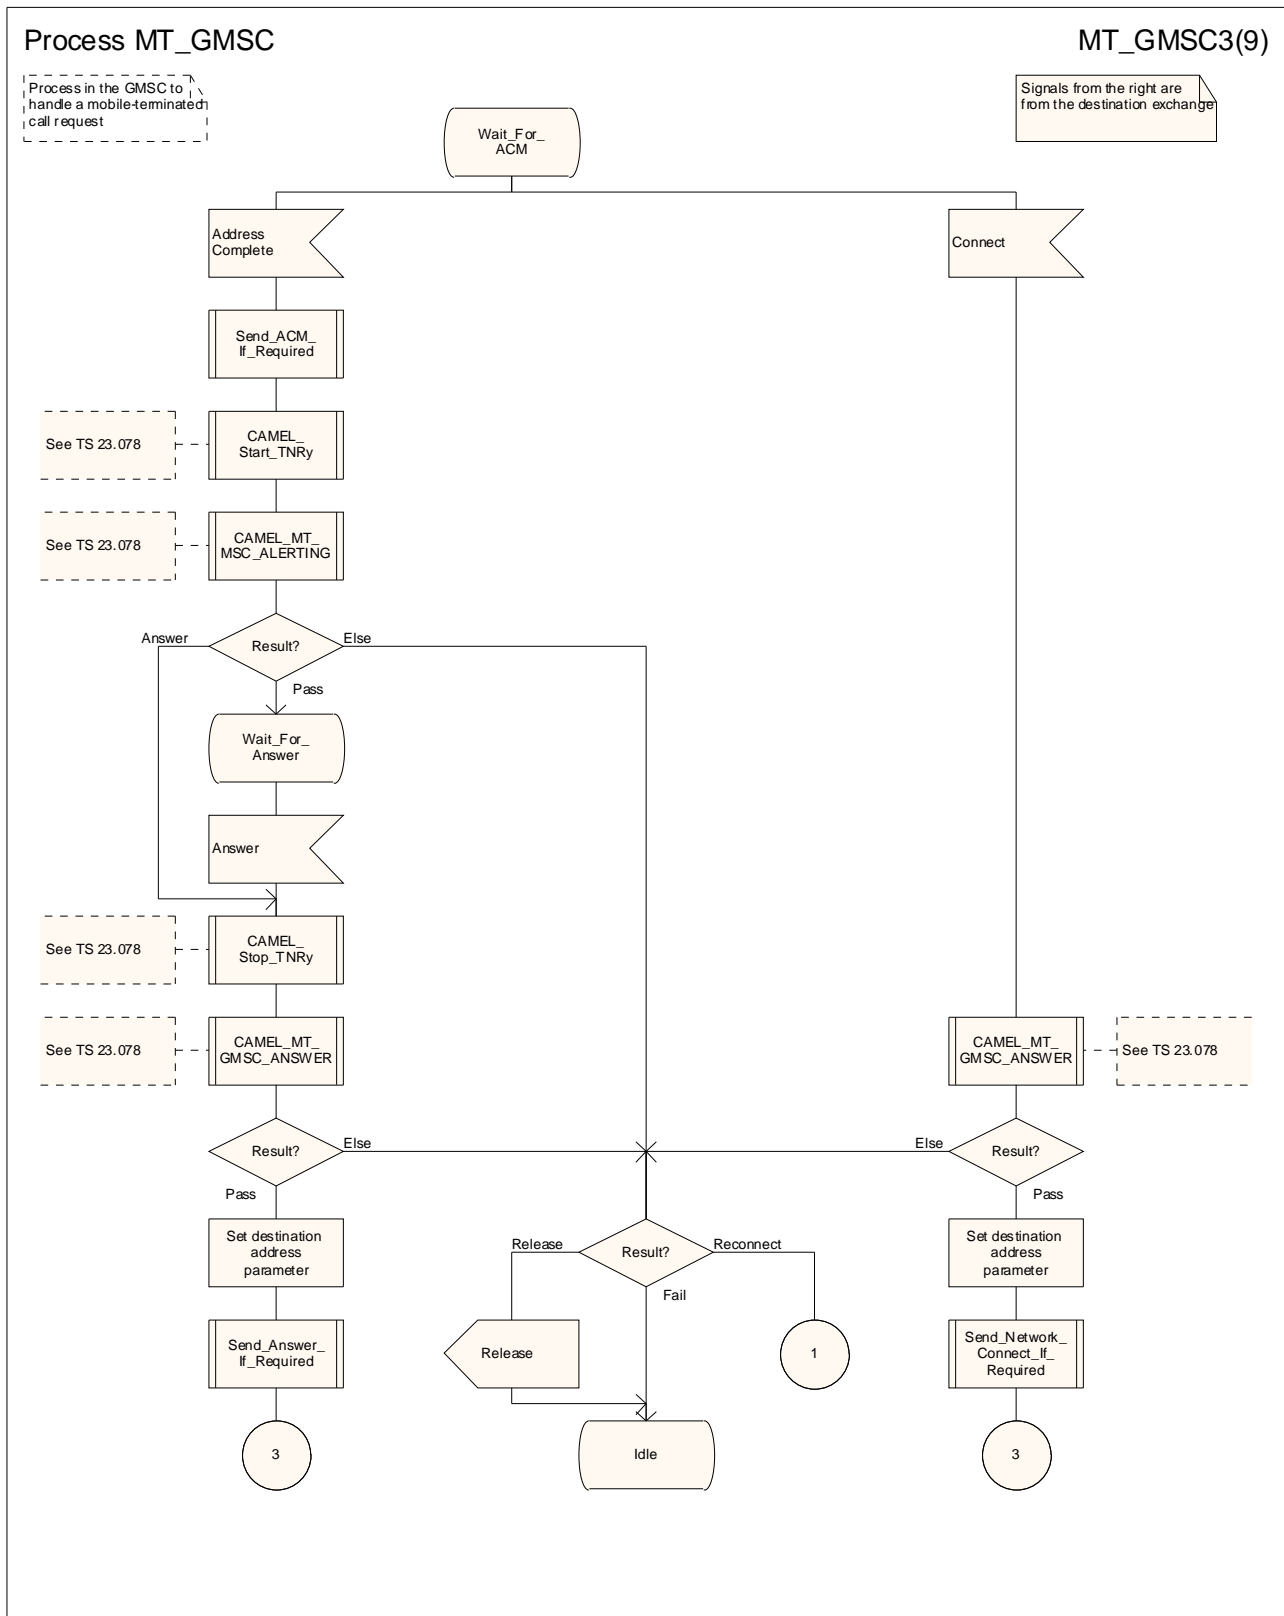 Process MT_GMSC
MT_GMSC3(9)
Process in the GMSC to
handle a mobile-terminated
call request
Signals from the right are
from the destination exchange
Wait_For_
ACM
Address
Complete
Connect
Send_ACM_
If_Required
See TS 23.078
CAMEL_
Start_TNRy
See TS 23.078
CAMEL_MT_
MSC_ALERTING
Answer
Result?
Else
Pass
Wait_For_
Answer
Answer
See TS 23.078
CAMEL_
Stop_TNRy
See TS 23.078
CAMEL_MT_
GMSC_ANSWER
CAMEL_MT_
GMSC_ANSWER
See TS 23.078
Result?
Else
Else
Result?
Pass
Pass
Set destination
address
parameter
Release
Result?
Reconnect
Fail
Set destination
address
parameter
Send_Answer_
If_Required
Release
1
Send_Network_
Connect_If_
Required
3
Idle
3